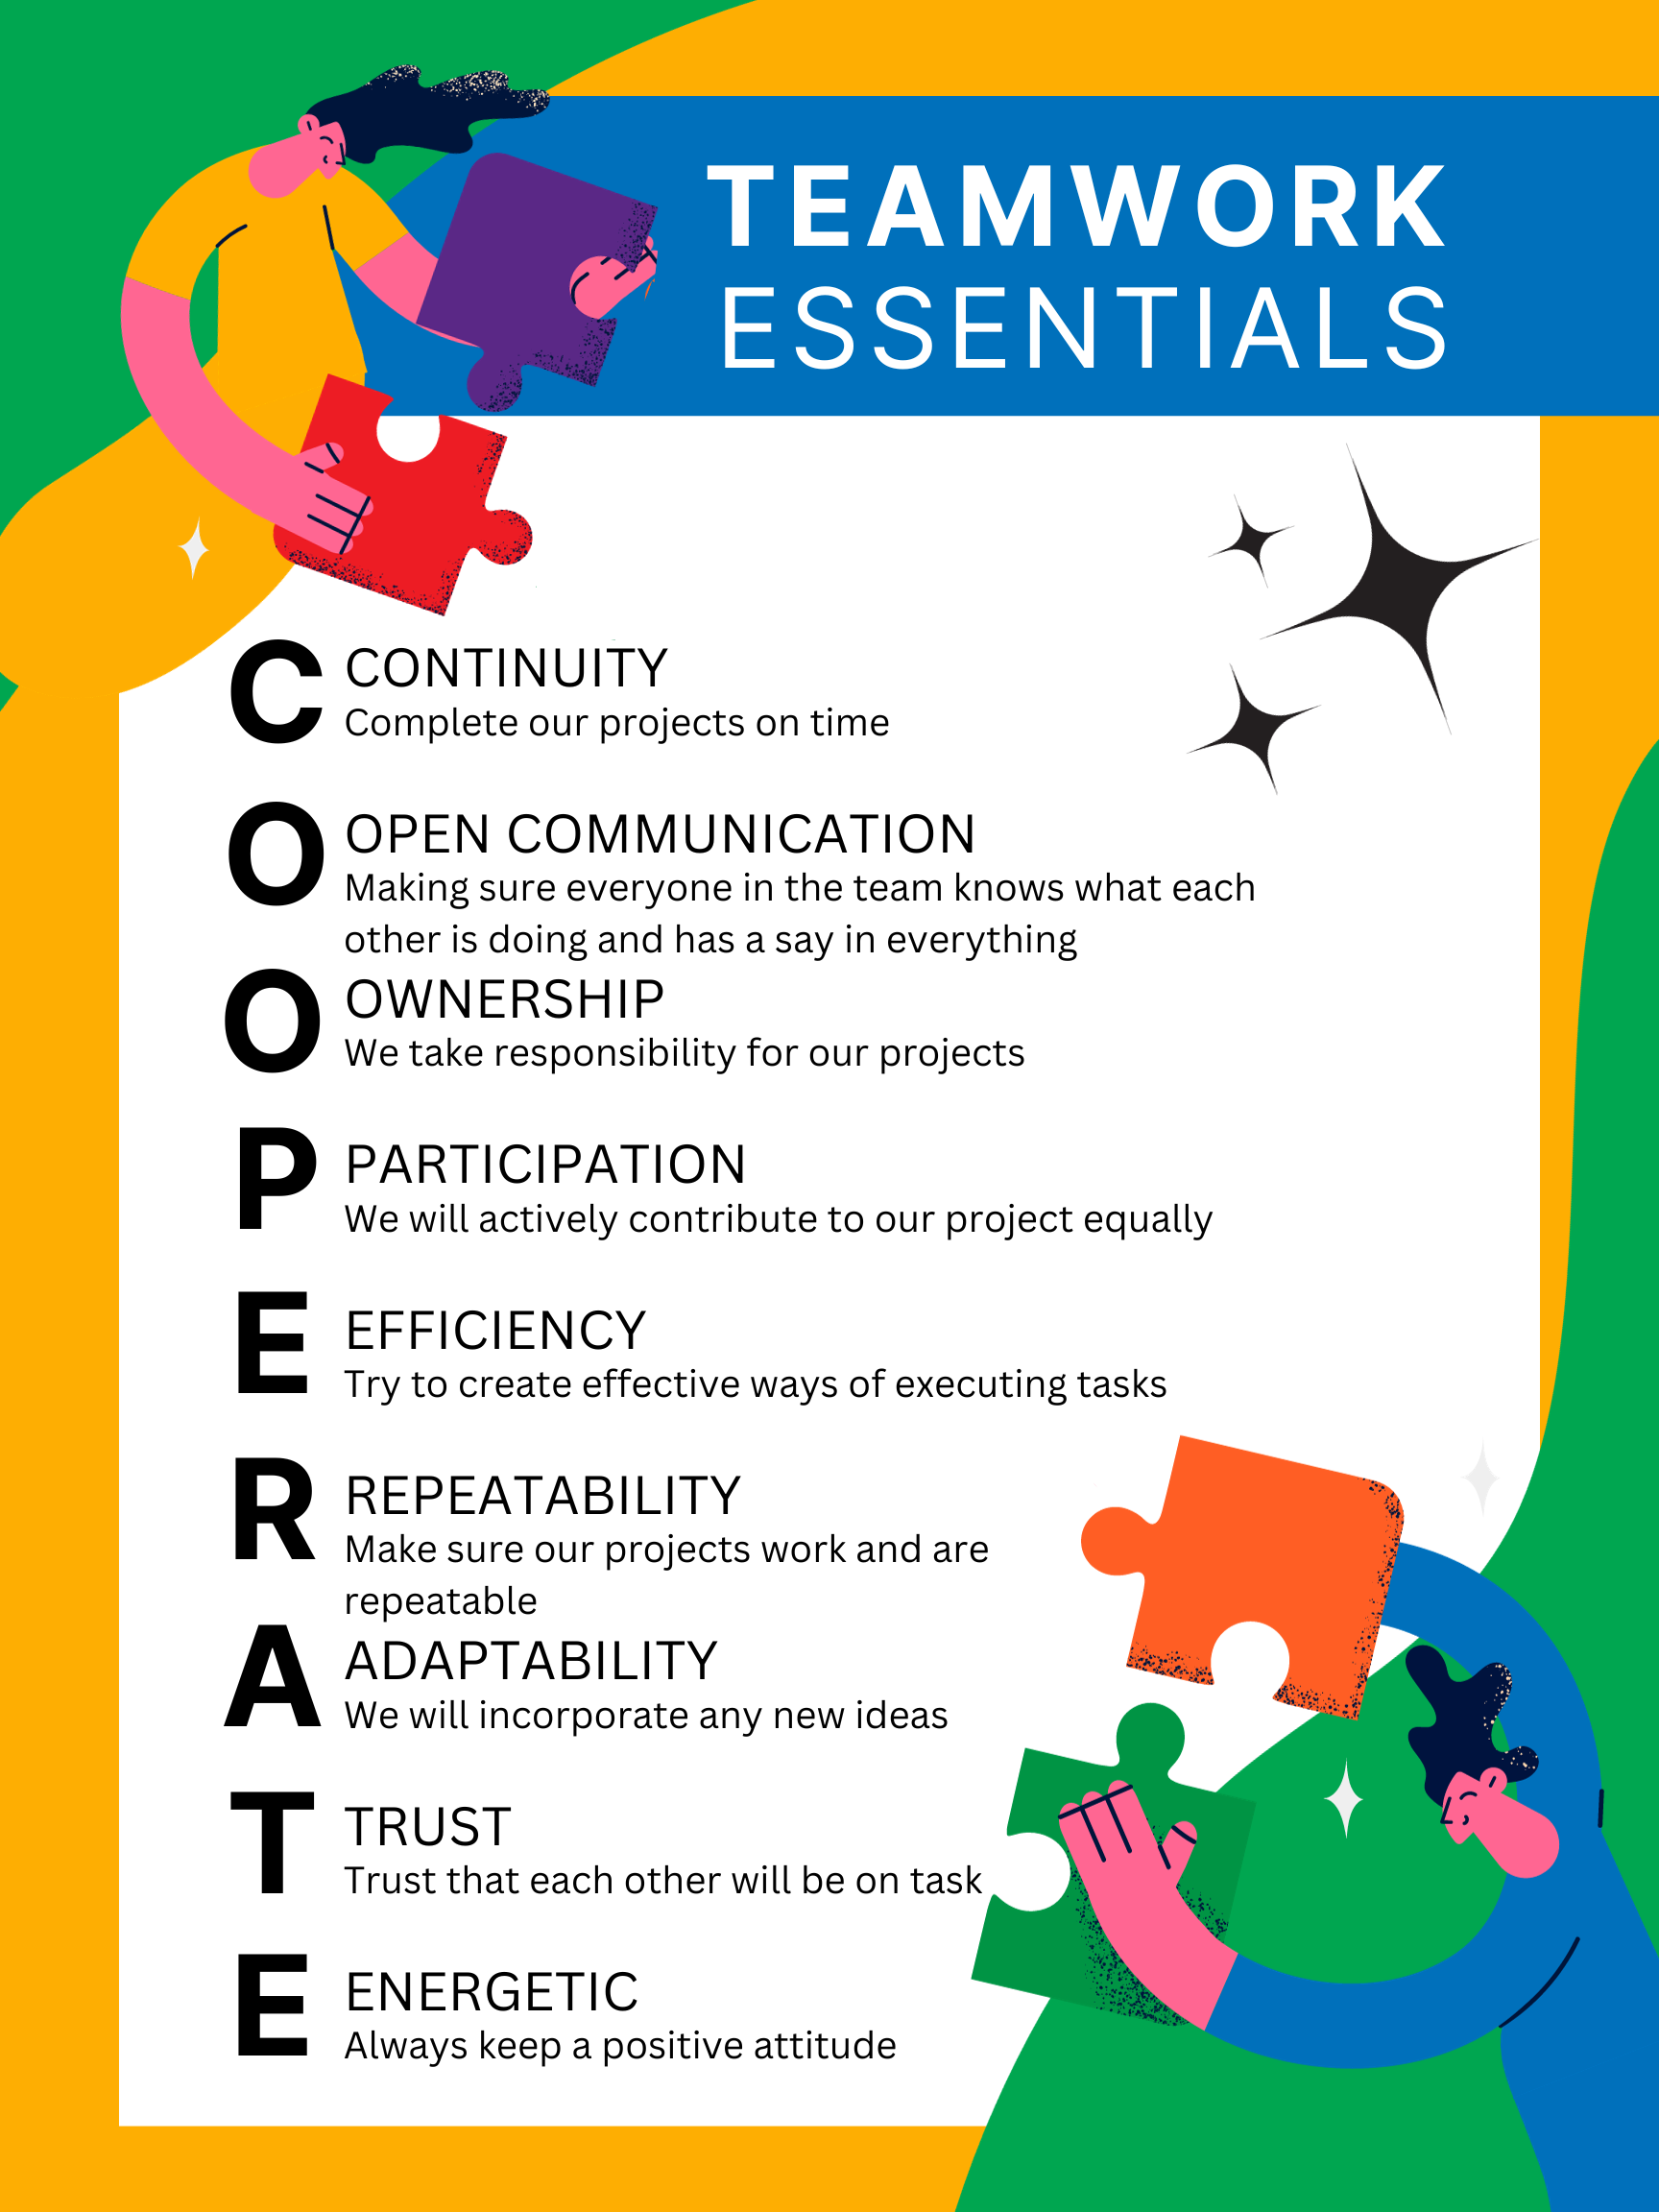 TEAMWORK
ESSENTIALS
C CONTINUITY
Complete our projects on time
O OPEN COMMUNICATION
Making sure everyone in the team knows what each
other is doing and has a say in everything
O OWNERSHIP
We take responsibility for our projects
P PARTICIPATION
We will actively contribute to our project equally
E EFFICIENCY
Try to create effective ways of executing tasks
R REPEATABILITY
Make sure our projects work and are
repeatable
A ADAPTABILITY
We will incorporate any new ideas
T TRUST
Trust that each other will be on task
E ENERGETIC
Always keep a positive attitude